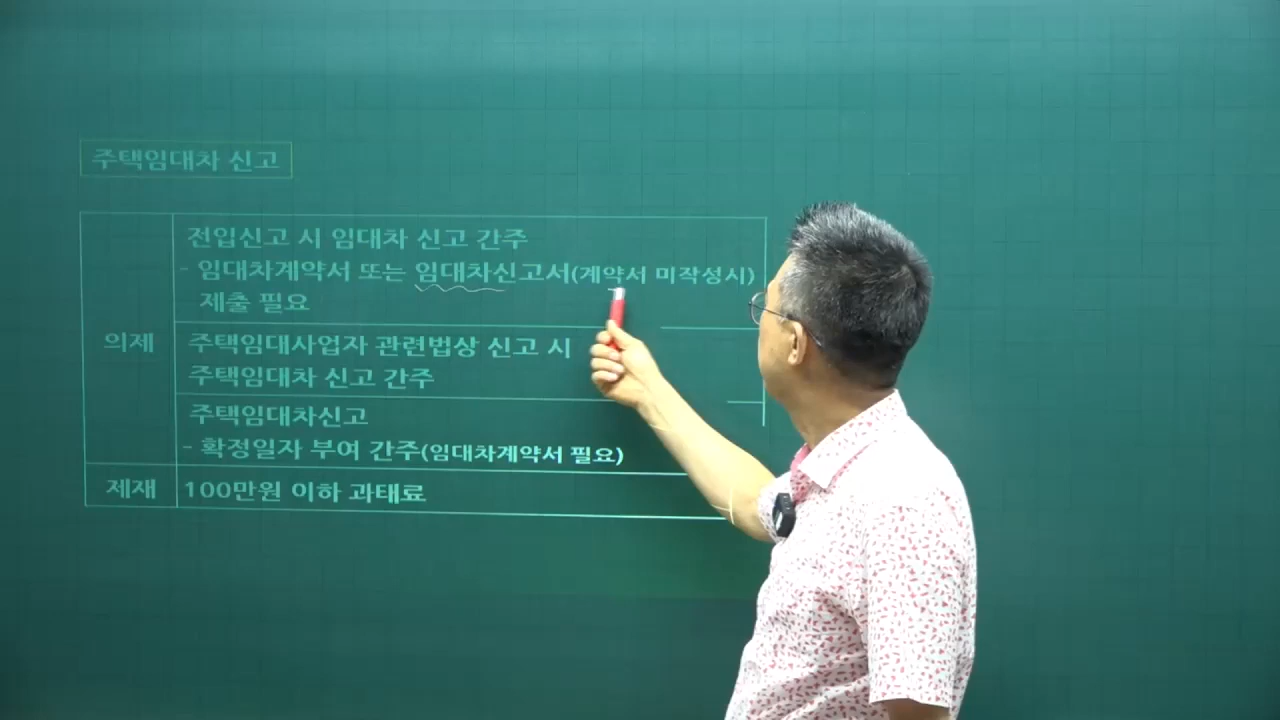 주택임대차 신고
전입신고 시 임대차 신고 간주
- 임대차계약서 또는 임대차신고서(계약서 미작성시)
제출 필요
의제
주택임대사업자 관련법상 신고 시
주택임대차 신고 간주
주택임대차신고
- 확정일자 부여 간주(임대차계약서 필요)
제재
100만원 이하 과태료